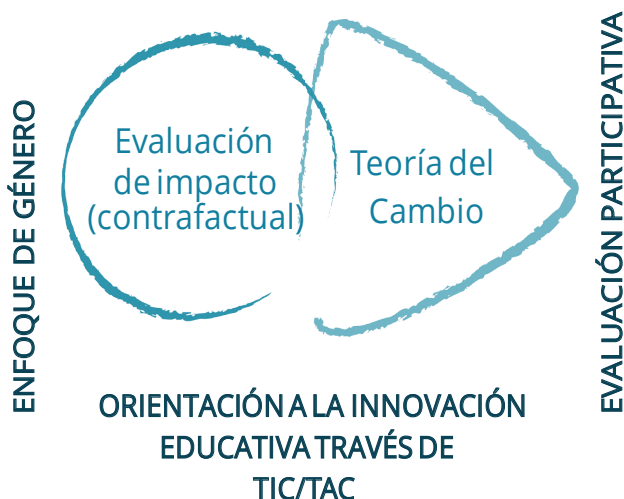 ENFOQUE DE GÉNERO
Evaluación
de impacto
(contrafactual)
Teoría del
Cambio
EVALUACIÓN PARTICIPATIVA
ORIENTACIÓN A LA INNOVACIÓN
EDUCATIVA TRAVÉS DE
TIC/TAC